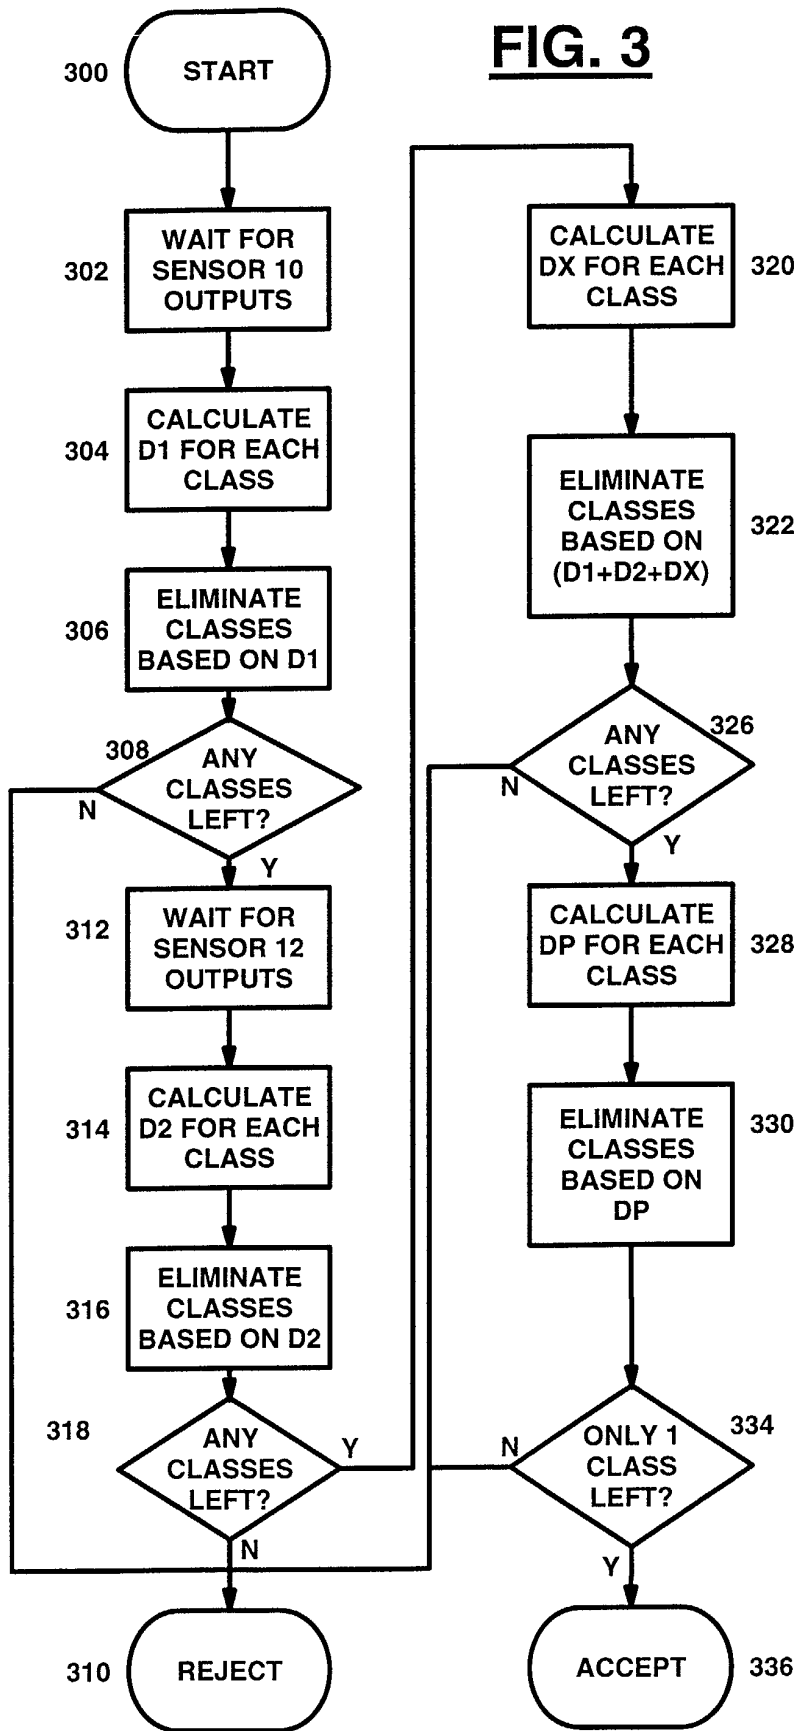 FIG. 3
300
START
302
WAIT FOR
SENSOR 10
OUTPUTS
304
CALCULATE
D1 FOR EACH
CLASS
306
ELIMINATE
CLASSES
BASED ON D1
308
ANY
CLASSES
LEFT?
N
Y
312
WAIT FOR
SENSOR 12
OUTPUTS
314
CALCULATE
D2 FOR EACH
CLASS
316
ELIMINATE
CLASSES
BASED ON D2
318
ANY
CLASSES
LEFT?
Y
N
310
REJECT
CALCULATE
DX FOR EACH
CLASS
320
ELIMINATE
CLASSES
BASED ON
(D1+D2+DX)
322
326
ANY
CLASSES
LEFT?
N
Y
CALCULATE
DP FOR EACH
CLASS
328
ELIMINATE
CLASSES
BASED ON
DP
330
334
ONLY 1
CLASS
LEFT?
N
Y
ACCEPT
336